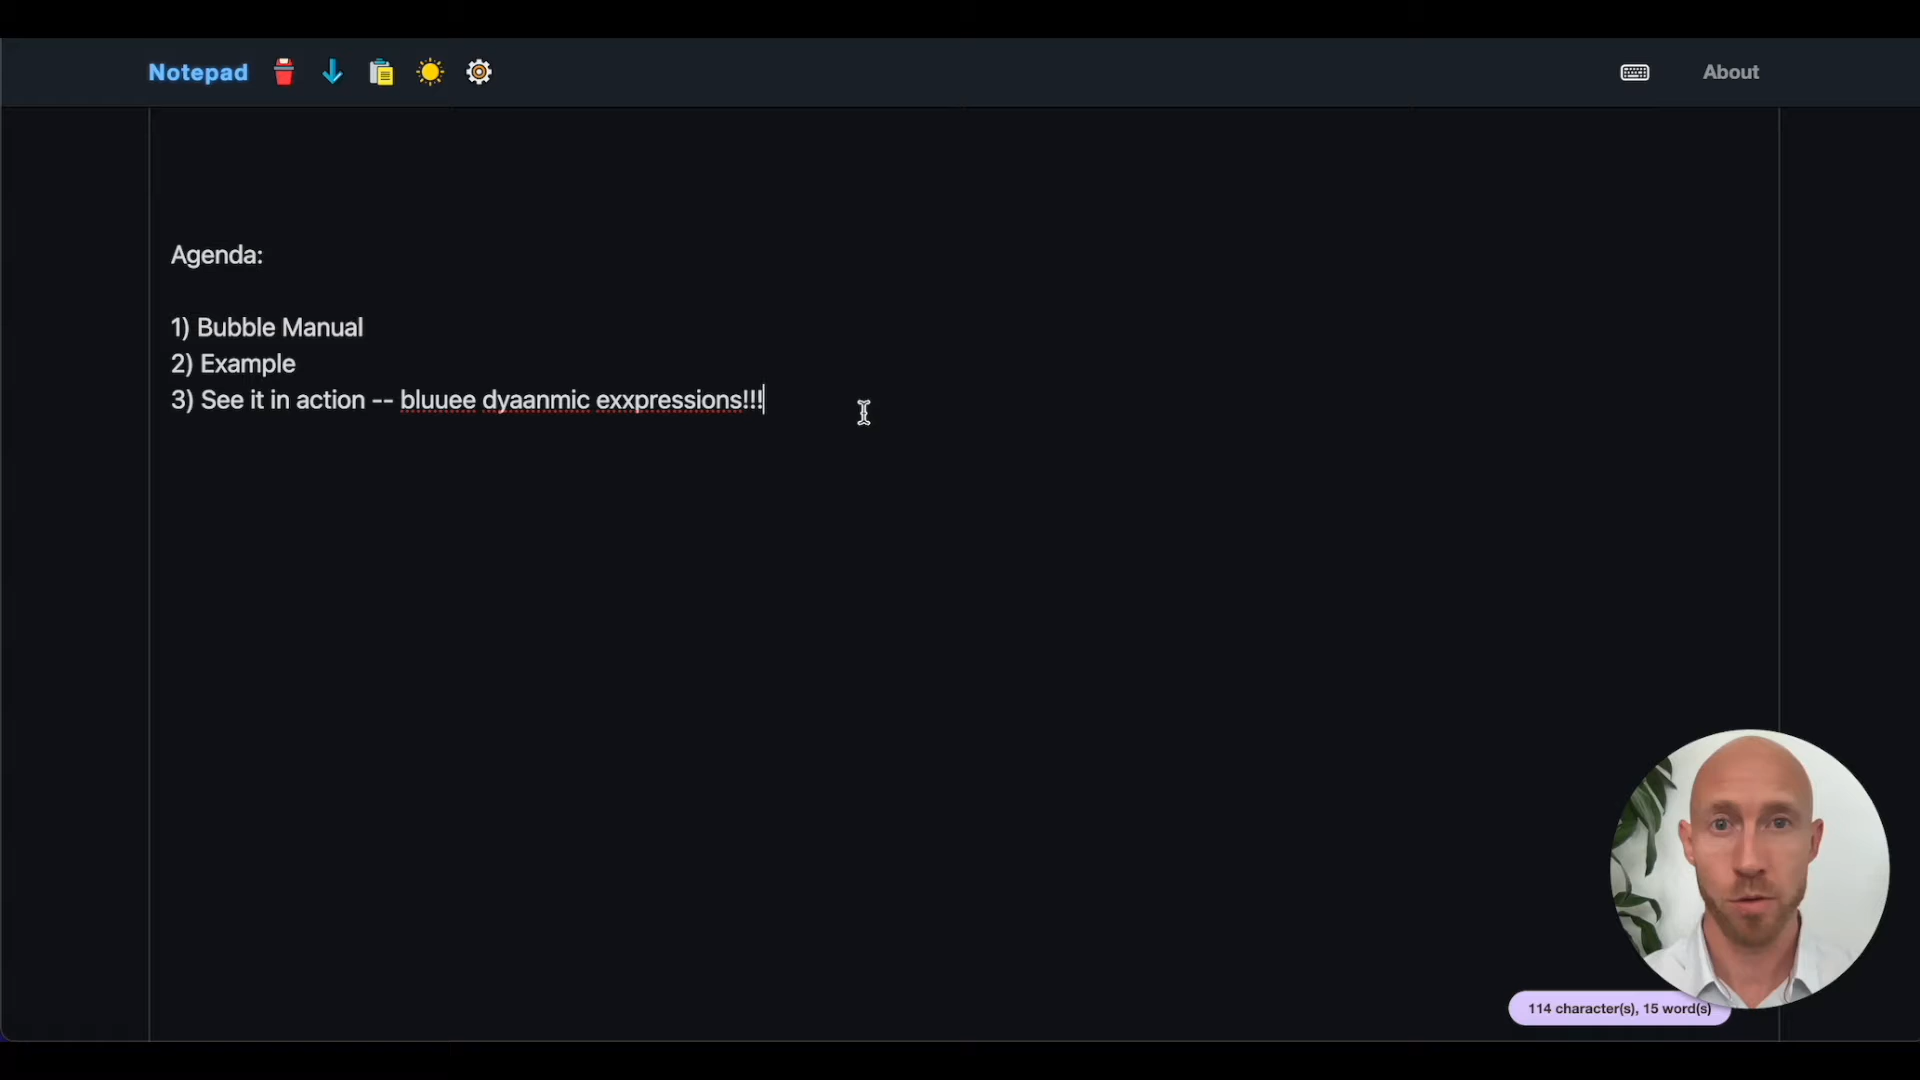 Notepad
About
Agenda:
1) Bubble Manual
2) Example
3) See it in action -- bluuee dyaanmic exxpressions!!!
114 character(s), 15 word(s)